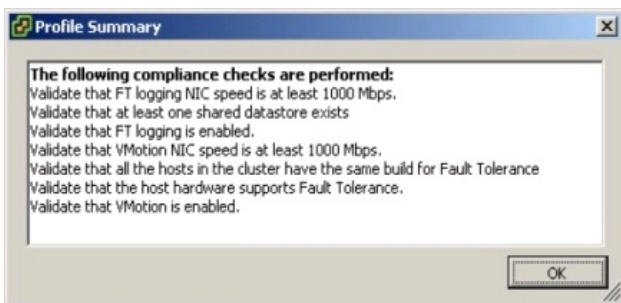 Profile Summary
The following compliance checks are performed:
Validate that FT logging NIC speed is at least 1000 Mbps.
Validate that at least one shared datastore exists
Validate that FT logging is enabled.
Validate that VMotion NIC speed is at least 1000 Mbps.
Validate that all the hosts in the cluster have the same build for Fault Tolerance
Validate that the host hardware supports Fault Tolerance.
Validate that VMotion is enabled.
OK